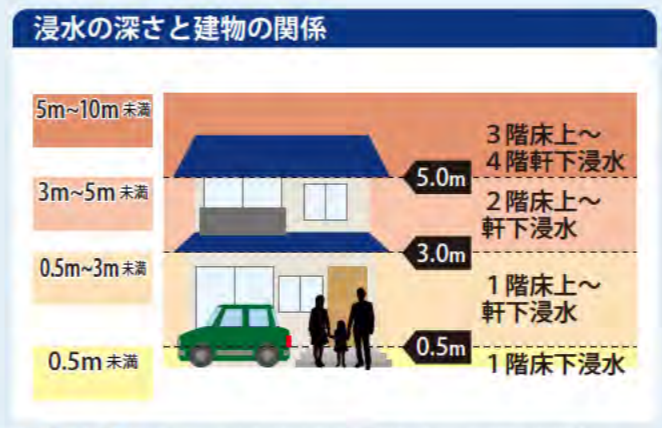 浸水の深さと建物の関係
5m~10m 未満
3m~5m 未満
0.5m~3m 未満
0.5m 未満
5.0m
3.0m
0.5m
3階床上～
4階軒下浸水
2階床上～
軒下浸水
1階床上～
軒下浸水
1階床下浸水